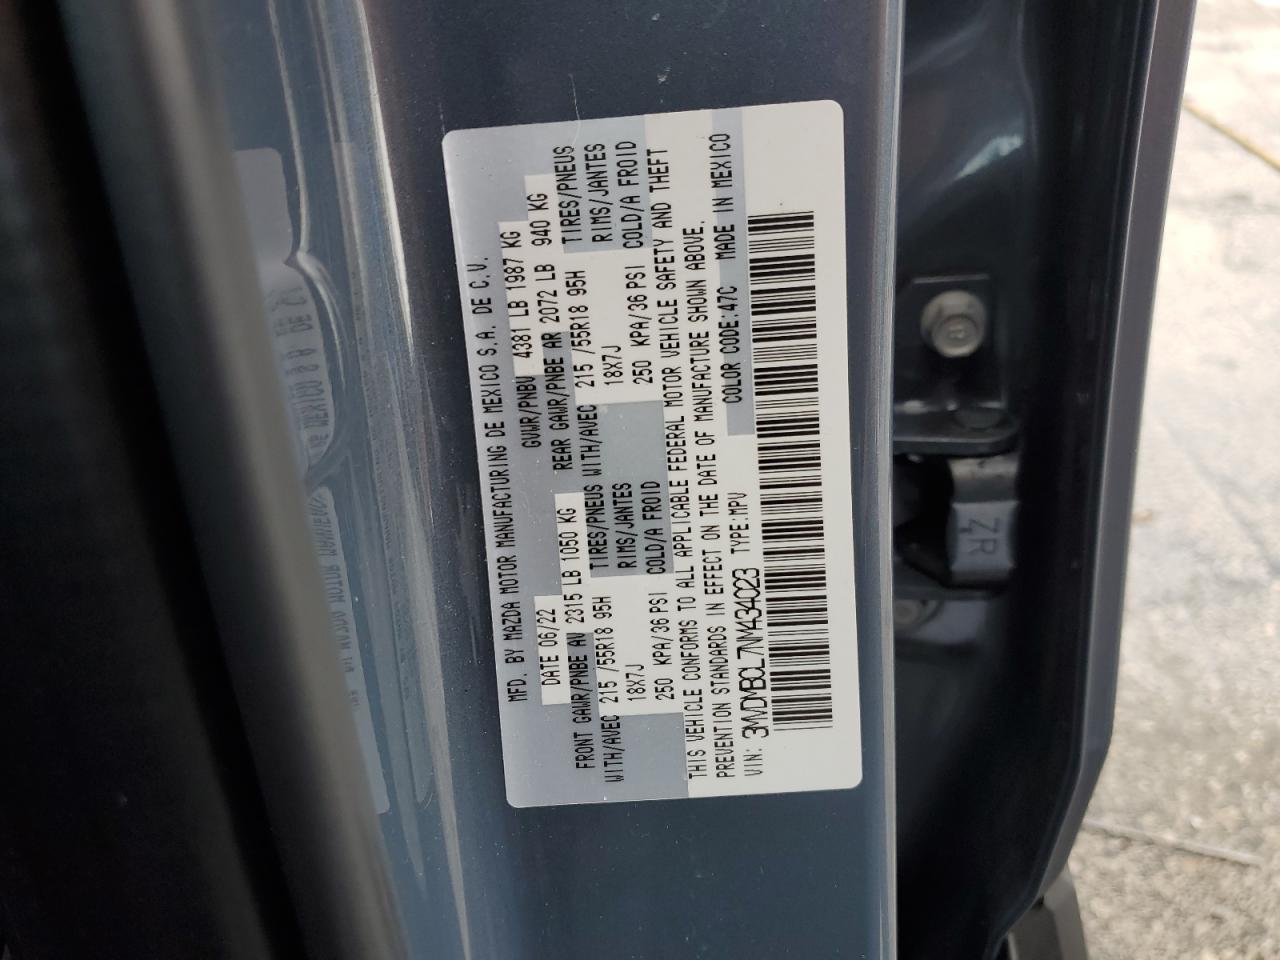 MFD. BY MAZDA MOTOR MANUFACTURING DE MEXICO S.A. DE C.V.
DATE 06/22 GVWR/PNBV 4381 LB 1987 KG
FRONT GAWR/PNBE AV 2315 LB 1050 KG REAR GAWR/PNBE AR 2072 LB 940 KG
WITH/AVEC 215 /55R18 95H TIRES/PNEUS WITH/AVEC 215 /55R18 95H TIRES/PNEUS
18X7J RIMS/JANTES 18X7J RIMS/JANTES
250 KPA/36 PSI COLD/A FROID 250 KPA/36 PSI COLD/A FROID
THIS VEHICLE CONFORMS TO ALL APPLICABLE FEDERAL MOTOR VEHICLE SAFETY AND THEFT
PREVENTION STANDARDS IN EFFECT ON THE DATE OF MANUFACTURE SHOWN ABOVE.
VIN: 3MVDMBCL7NM434023 TYPE:MPV COLOR CODE:47C MADE IN MEXICO
ZR